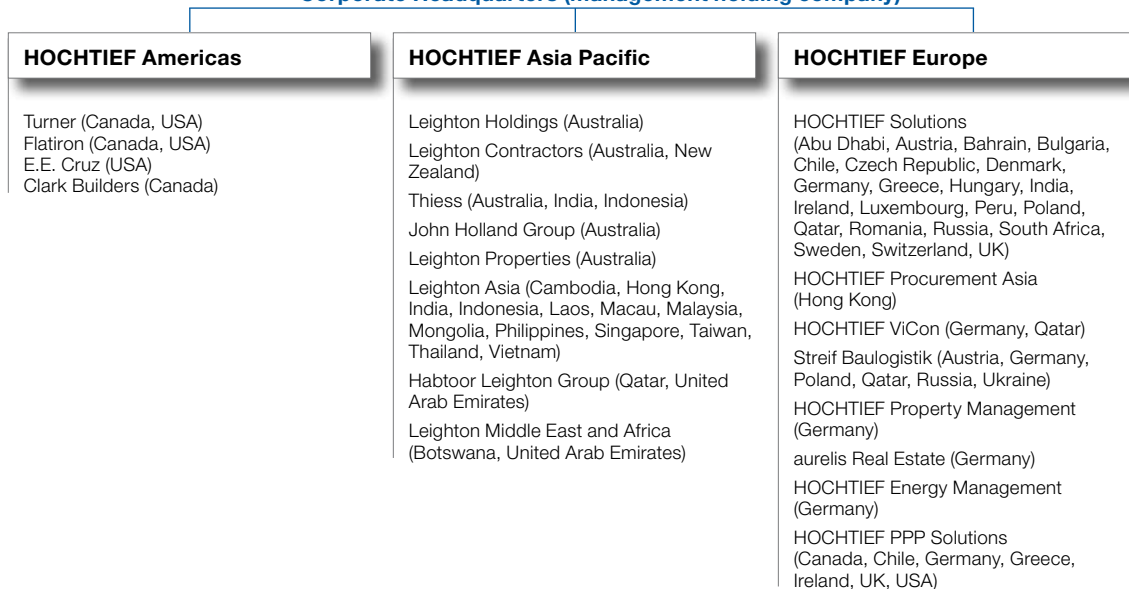 Corporate Headquarters (management holding company)
HOCHTIEF Americas
Turner (Canada, USA)
Flatiron (Canada, USA)
E.E. Cruz (USA)
Clark Builders (Canada)
HOCHTIEF Asia Pacific
Leighton Holdings (Australia)
Leighton Contractors (Australia, New
Zealand)
Thiess (Australia, India, Indonesia)
John Holland Group (Australia)
Leighton Properties (Australia)
Leighton Asia (Cambodia, Hong Kong,
India, Indonesia, Laos, Macau, Malaysia,
Mongolia, Philippines, Singapore, Taiwan,
Thailand, Vietnam)
Habtoor Leighton Group (Qatar, United
Arab Emirates)
Leighton Middle East and Africa
(Botswana, United Arab Emirates)
HOCHTIEF Europe
HOCHTIEF Solutions
(Abu Dhabi, Austria, Bahrain, Bulgaria,
Chile, Czech Republic, Denmark,
Germany, Greece, Hungary, India,
Ireland, Luxembourg, Peru, Poland,
Qatar, Romania, Russia, South Africa,
Sweden, Switzerland, UK)
HOCHTIEF Procurement Asia
(Hong Kong)
HOCHTIEF ViCon (Germany, Qatar)
Streif Baulogistik (Austria, Germany,
Poland, Qatar, Russia, Ukraine)
HOCHTIEF Property Management
(Germany)
aurelis Real Estate (Germany)
HOCHTIEF Energy Management
(Germany)
HOCHTIEF PPP Solutions
(Canada, Chile, Germany, Greece,
Ireland, UK, USA)